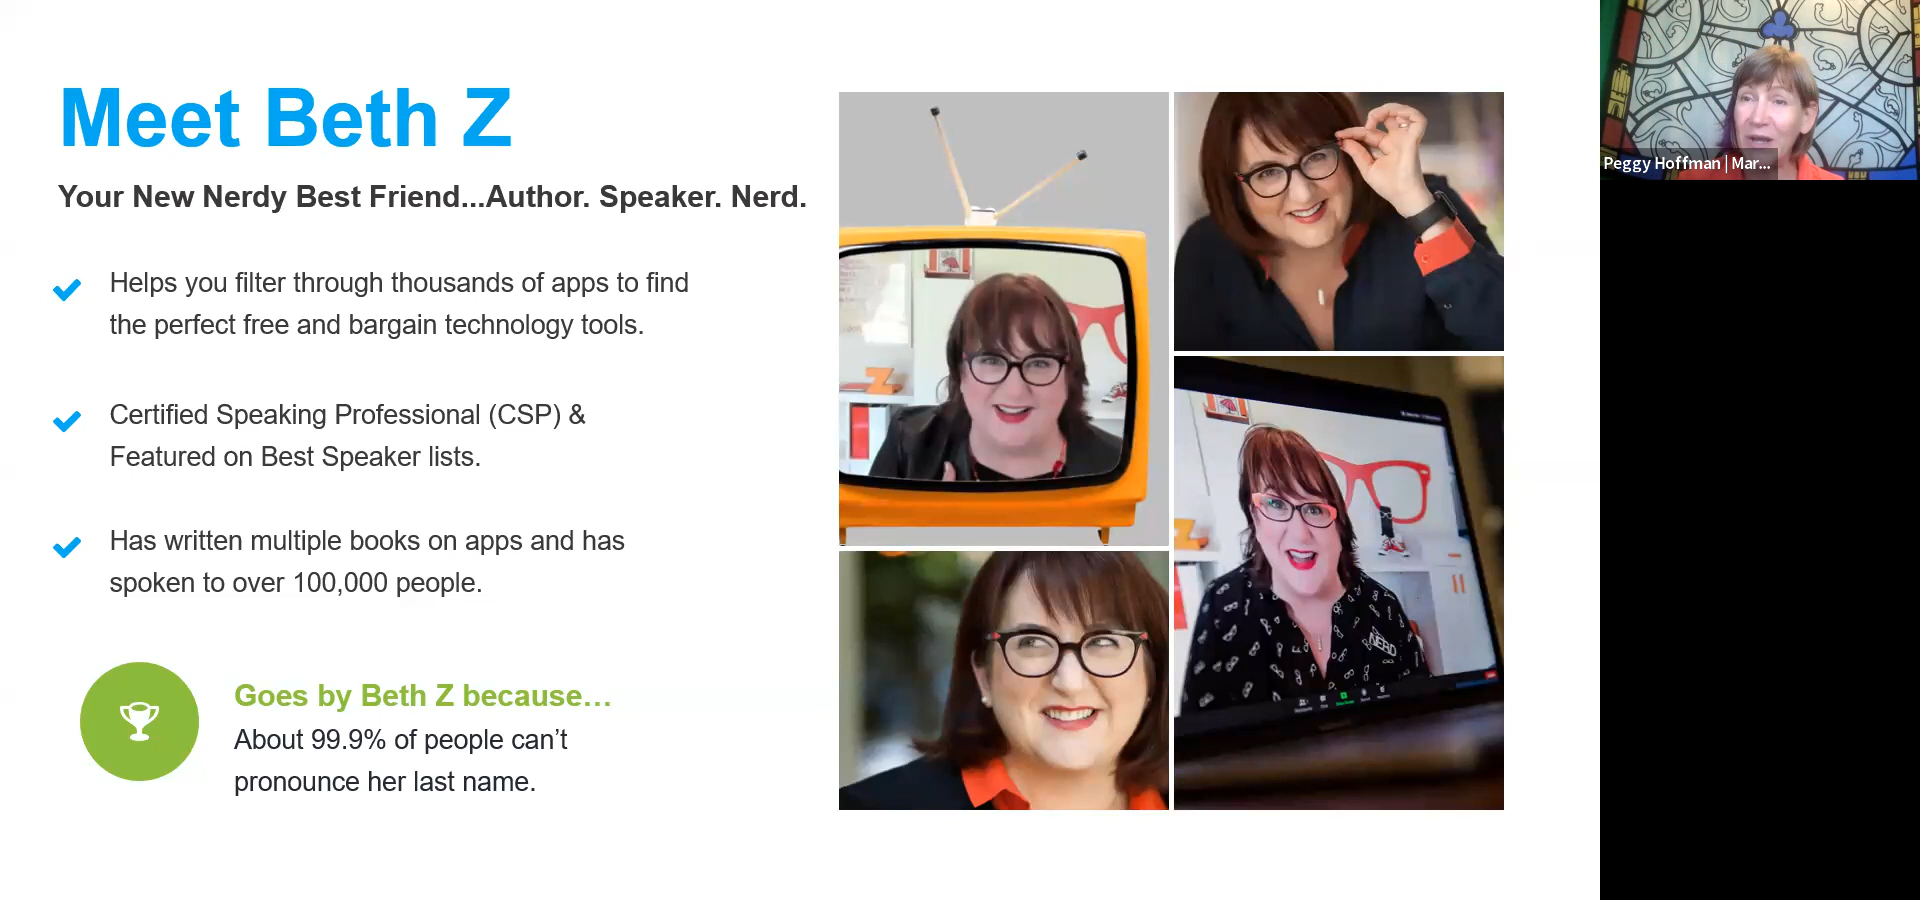 Meet Beth Z
Your New Nerdy Best Friend...Author. Speaker. Nerd.
Helps you filter through thousands of apps to find
the perfect free and bargain technology tools.
Certified Speaking Professional (CSP) &
Featured on Best Speaker lists.
Has written multiple books on apps and has
spoken to over 100,000 people.
Goes by Beth Z because…
About 99.9% of people can’t
pronounce her last name.
Z
NERD
Peggy Hoffman | Mar...